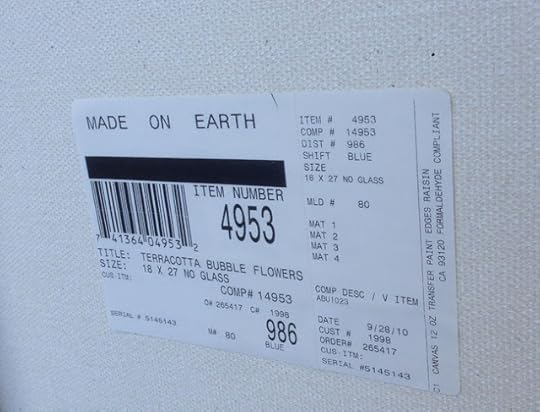 MADE ON EARTH
ITEM NUMBER
4953
7 41364 04953 2
TITLE: TERRACOTTA BUBBLE FLOWERS
SIZE: 18 X 27 NO GLASS
CUS.ITM:
COMP# 14953
O# 265417 C# 1998
SERIAL # 5145143
M# 80
986
BLUE
ITEM # 4953
COMP # 14953
DIST # 986
SHIFT BLUE
SIZE
18 X 27 NO GLASS
MLD # 80
MAT 1
MAT 2
MAT 3
MAT 4
COMP DESC / V ITEM
ABU1023
DATE 9/28/10
CUST # 1998
ORDER# 265417
CUS.ITM:
SERIAL #5145143
C1 CANVAS 12 OZ TRANSFER PAINT EDGES RAISIN
CA 93120 FORMALDEHYDE COMPLIANT